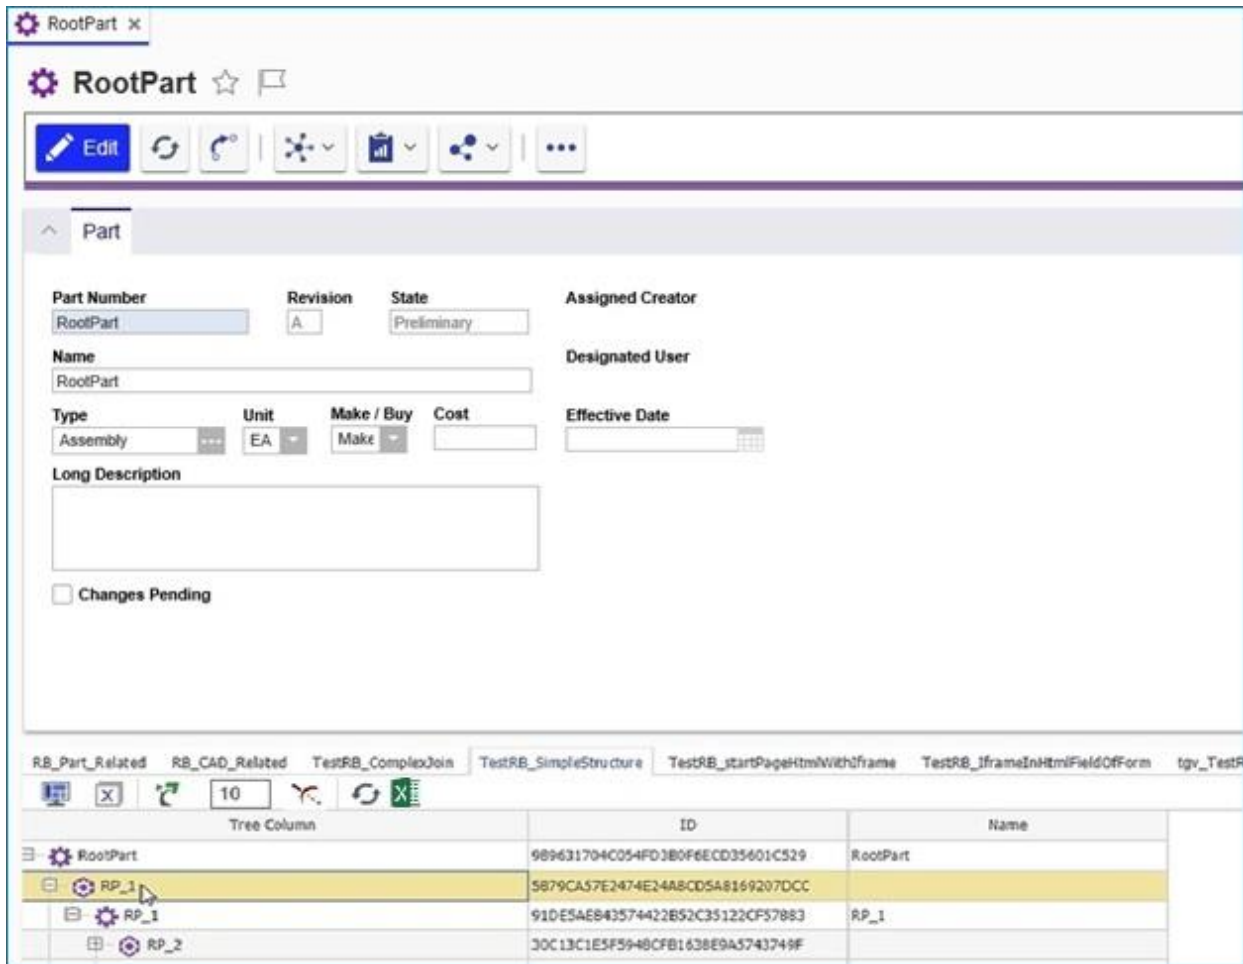 RootPart
RootPart
Edit
Part
Part Number Revision State Assigned Creator
RootPart A Preliminary
Name Designated User
RootPart
Type Unit Make / Buy Cost Effective Date
Assembly EA Make
Long Description
Changes Pending
RB_Part_Related RB_CAD_Related TestRB_ComplexJoin TestRB_SimpleStructure TestRB_startPageHtmlWithIframe TestRB_IframeInHtmlFieldOfForm tgv_TestR
10
Tree Column ID Name
RootPart 989631704C054FD3B0F6ECD35601C529 RootPart
RP_1 5879CA57E2474E24A8CD5A8169207DCC
RP_1 91DE5AE843574422B52C35122CF57883 RP_1
RP_2 30C13C1E5F5948CFB1638E9A5743749F